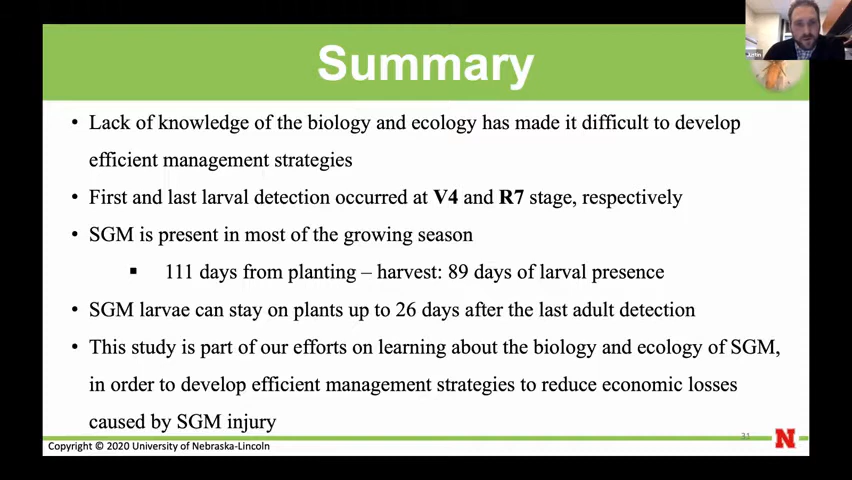 Summary
• Lack of knowledge of the biology and ecology has made it difficult to develop
efficient management strategies
• First and last larval detection occurred at V4 and R7 stage, respectively
• SGM is present in most of the growing season
▪ 111 days from planting – harvest: 89 days of larval presence
• SGM larvae can stay on plants up to 26 days after the last adult detection
• This study is part of our efforts on learning about the biology and ecology of SGM,
in order to develop efficient management strategies to reduce economic losses
caused by SGM injury
31
N
Copyright © 2020 University of Nebraska-Lincoln